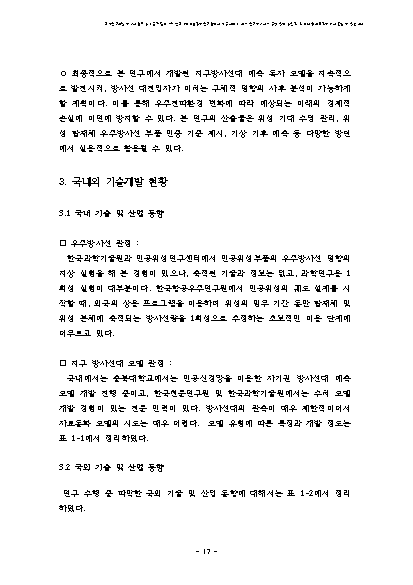 ○ 최종적으로 본 연구에서 개발된 지구방사선대 예측 독자 모델을 지속적으
로 발전시켜, 방사선 대전입자가 미치는 구체적 영향의 사후 분석이 가능하게
할 계획이다. 이를 통해 우주전파환경 변화에 따라 예상되는 미래의 경제적
손실에 미연에 방지할 수 있다. 본 연구의 산출물은 위성 기대 수명 관리, 위
성 탑재체 우주방사선 부품 인증 기준 제시, 기상 기후 예측 등 다양한 방면
에서 실용적으로 활용될 수 있다.
3. 국내외 기술개발 현황
3.1 국내 기술 및 산업 동향
□ 우주방사선 관점 :
한국과학기술원과 인공위성연구센터에서 인공위성부품의 우주방사선 영향의
지상 실험을 해 본 경험이 있으나, 축적된 기술과 정보는 없고, 과학연구용 1
회성 실험이 대부분이다. 한국항공우주연구원에서 인공위성의 궤도 설계를 시
작할 때, 외국의 상용 프로그램을 이용하여 위성의 임무 기간 동안 탑재체 및
위성 본체에 축적되는 방사선량을 1회성으로 추정하는 초보적인 이용 단계에
머무르고 있다.
□ 지구 방사선대 모델 관점 :
국내에서는 충북대학교에서는 인공신경망을 이용한 자기권 방사선대 예측
모델 개발 진행 중이고, 한국천문연구원 및 한국과학기술원에서는 수치 모델
개발 경험이 있는 전문 인력이 있다. 방사선대의 관측이 매우 제한적이어서
자료동화 모델의 시도는 매우 어렵다. 모델 유형에 따른 특징과 개발 정도는
표 1-1에서 정리하였다.
3.2 국외 기술 및 산업 동향
연구 수행 중 파악한 국외 기술 및 산업 동향에 대해서는 표 1-2에서 정리
하였다.
- 17 -